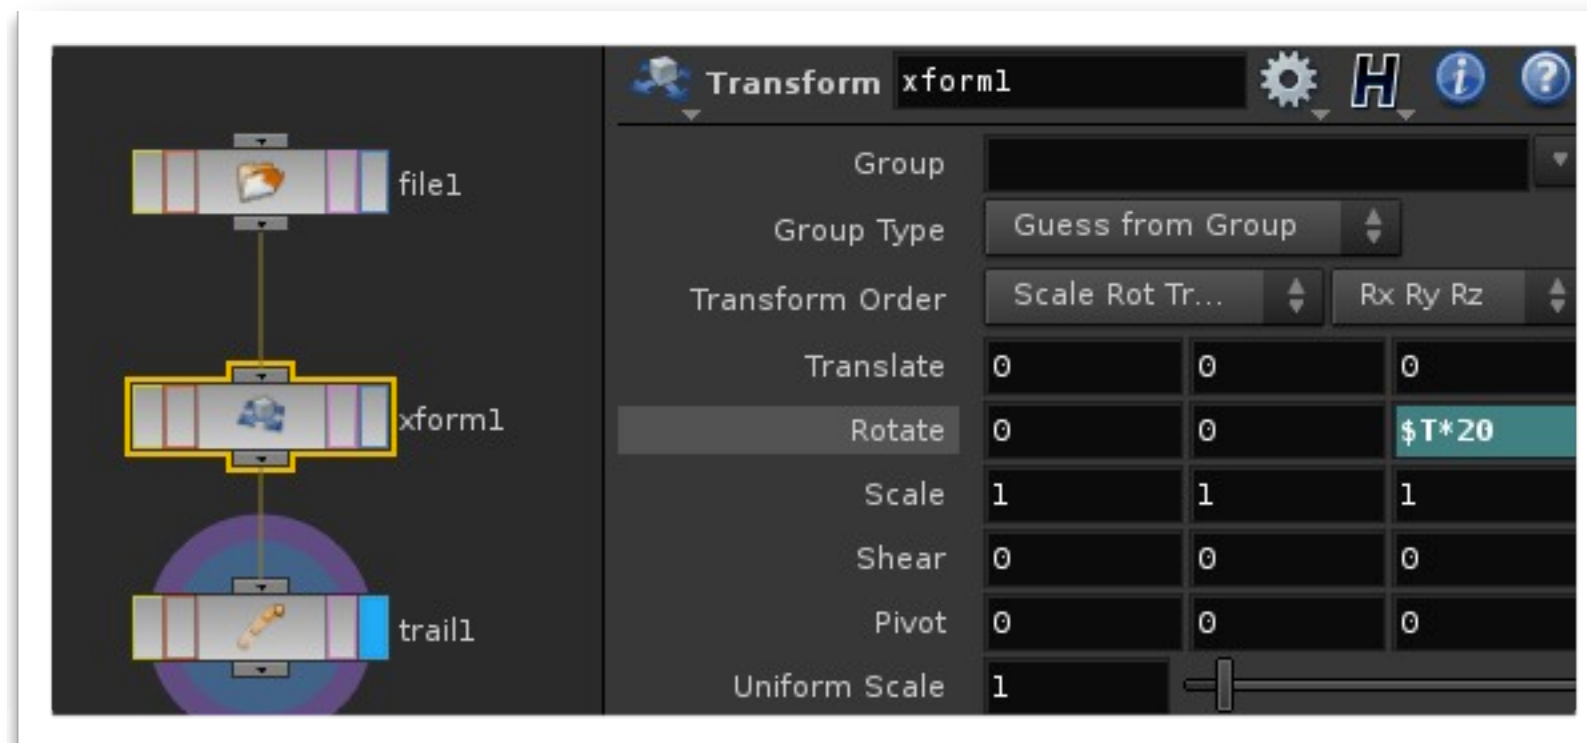 Transform xform1
Group
file1
Group Type Guess from Group
Transform Order Scale Rot Tr... Rx Ry Rz
Translate 0 0 0
xform1
Rotate 0 0 $T*20
Scale 1 1 1
Shear 0 0 0
trail1
Pivot 0 0 0
Uniform Scale 1